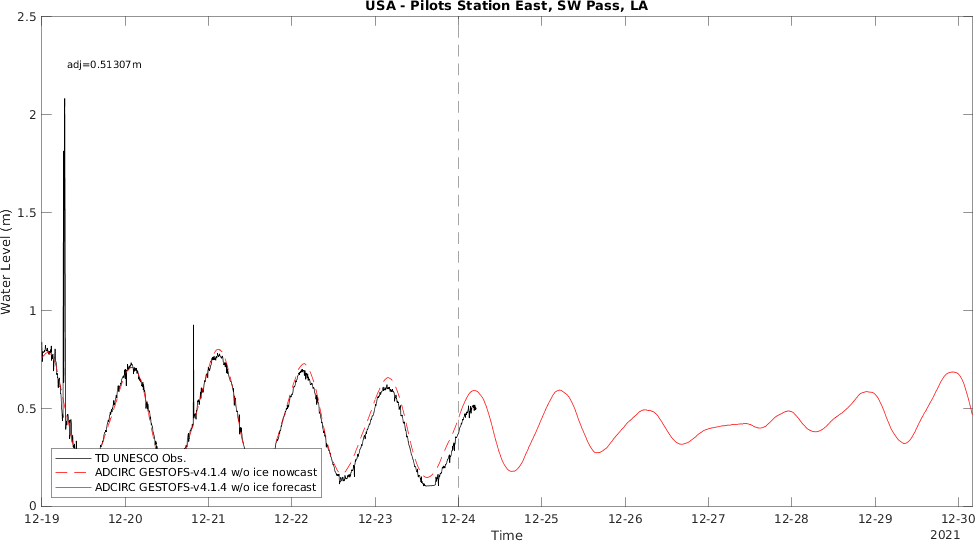 USA - Pilots Station East, SW Pass, LA
2.5
adj=0.51307m
2
1.5
Water Level (m)
1
0.5
TD UNESCO Obs.
ADCIRC GESTOFS-v4.1.4 w/o ice nowcast
ADCIRC GESTOFS-v4.1.4 w/o ice forecast
0
12-19 12-20 12-21 12-22 12-23 12-24 12-25 12-26 12-27 12-28 12-29 12-30
Time 2021